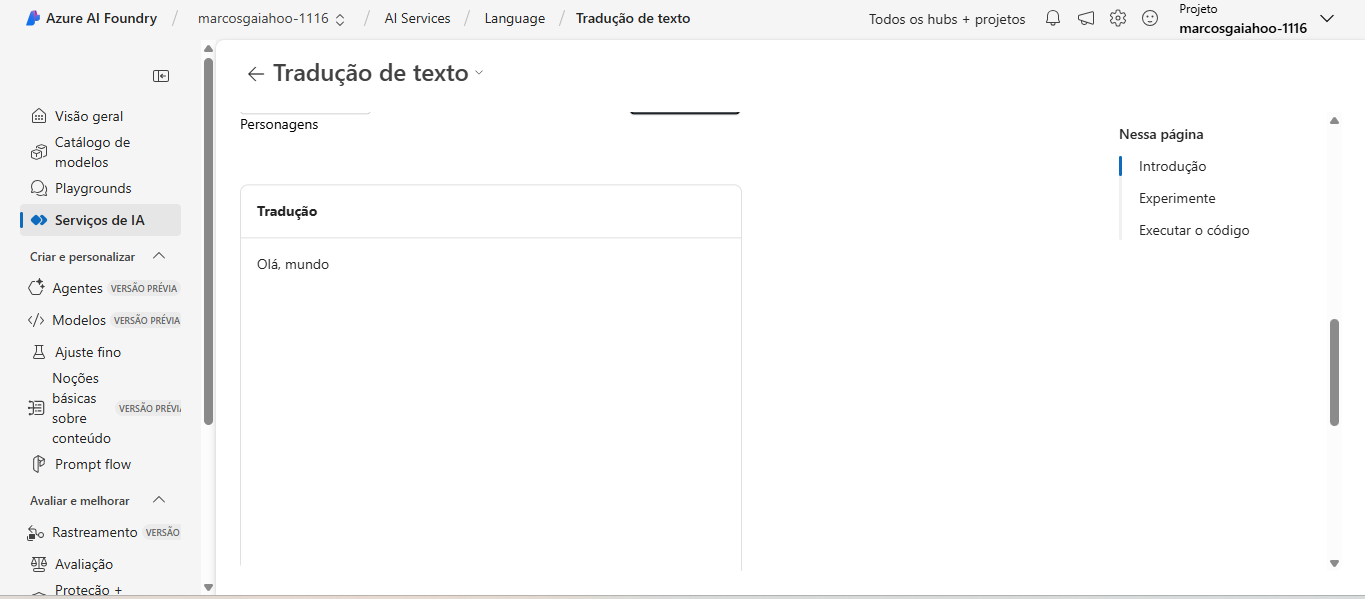 Azure AI Foundry / marcosgaiahoo-1116 / AI Services / Language / Tradução de texto
Todos os hubs + projetos
Projeto
marcosgaiahoo-1116
Visão geral
Catálogo de
modelos
Playgrounds
Serviços de IA
Criar e personalizar
Agentes VERSÃO PRÉVIA
Modelos VERSÃO PRÉVIA
Ajuste fino
Noções
básicas
sobre
conteúdo
VERSÃO PRÉVI
Prompt flow
Avaliar e melhorar
Rastreamento VERSÃO
Avaliação
Proteção +
Tradução de texto
Personagens
Tradução
Olá, mundo
Nessa página
Introdução
Experimente
Executar o código